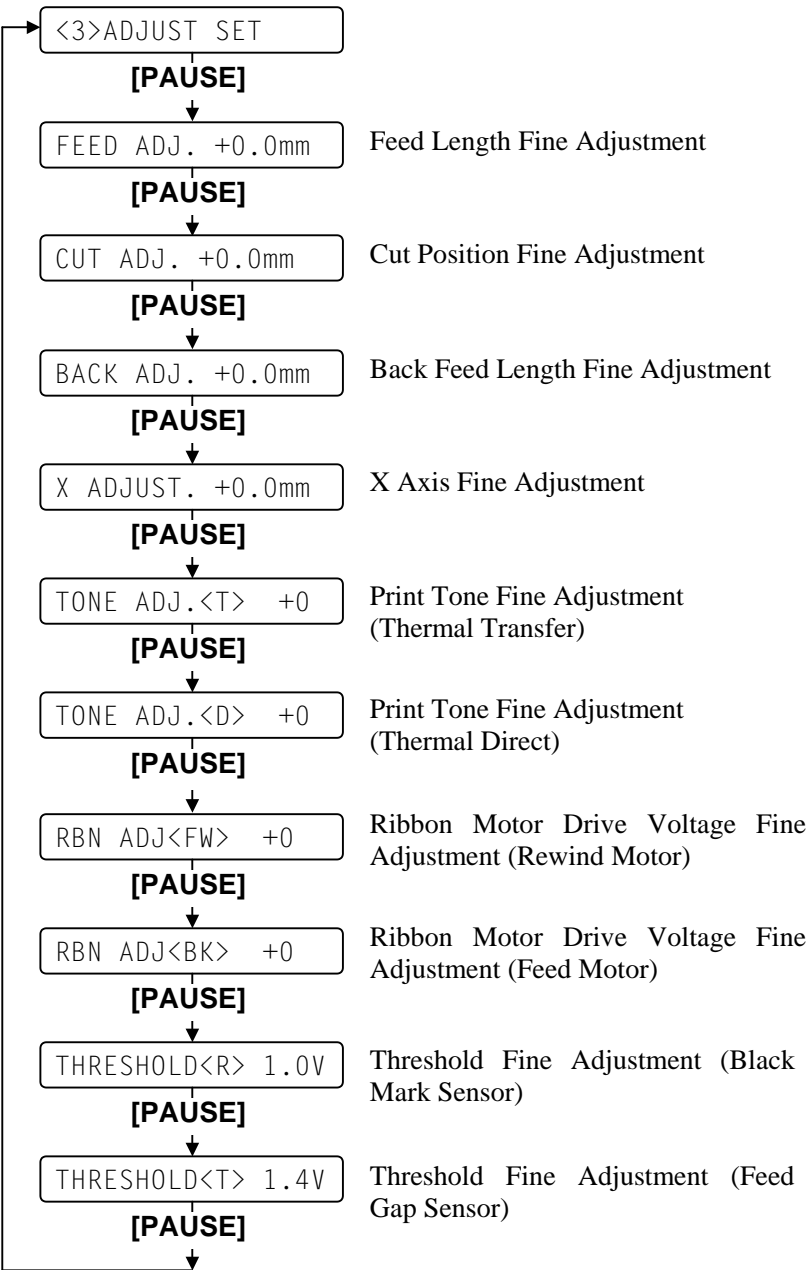 <3>ADJUST SET
[PAUSE]
FEED ADJ. +0.0mm
Feed Length Fine Adjustment
[PAUSE]
CUT ADJ. +0.0mm
Cut Position Fine Adjustment
[PAUSE]
BACK ADJ. +0.0mm
Back Feed Length Fine Adjustment
[PAUSE]
X ADJUST. +0.0mm
X Axis Fine Adjustment
[PAUSE]
TONE ADJ.<T> +0
Print Tone Fine Adjustment
(Thermal Transfer)
[PAUSE]
TONE ADJ.<D> +0
Print Tone Fine Adjustment
(Thermal Direct)
[PAUSE]
RBN ADJ<FW> +0
Ribbon Motor Drive Voltage Fine
Adjustment (Rewind Motor)
[PAUSE]
RBN ADJ<BK> +0
Ribbon Motor Drive Voltage Fine
Adjustment (Feed Motor)
[PAUSE]
THRESHOLD<R> 1.0V
Threshold Fine Adjustment (Black
Mark Sensor)
[PAUSE]
THRESHOLD<T> 1.4V
Threshold Fine Adjustment (Feed
Gap Sensor)
[PAUSE]